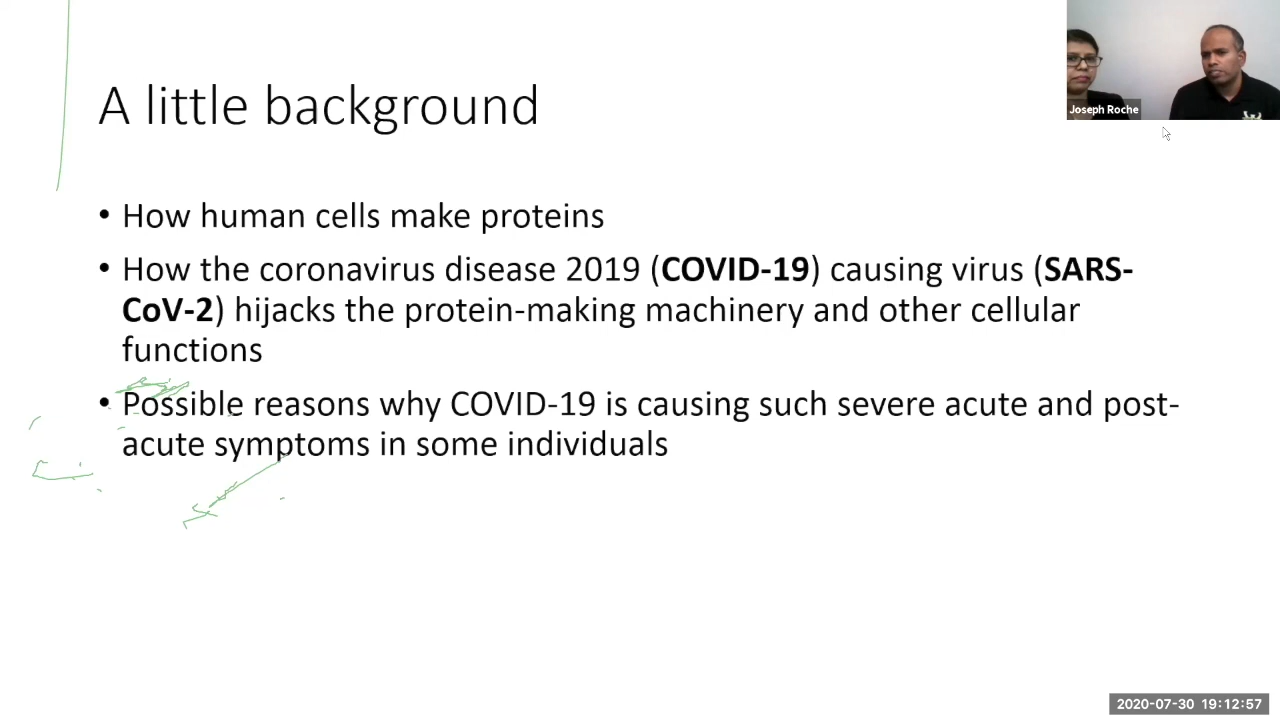 A little background
Joseph Roche
• How human cells make proteins
• How the coronavirus disease 2019 (COVID-19) causing virus (SARS-
CoV-2) hijacks the protein-making machinery and other cellular
functions
• Possible reasons why COVID-19 is causing such severe acute and post-
acute symptoms in some individuals
2020-07-30 19:12:57